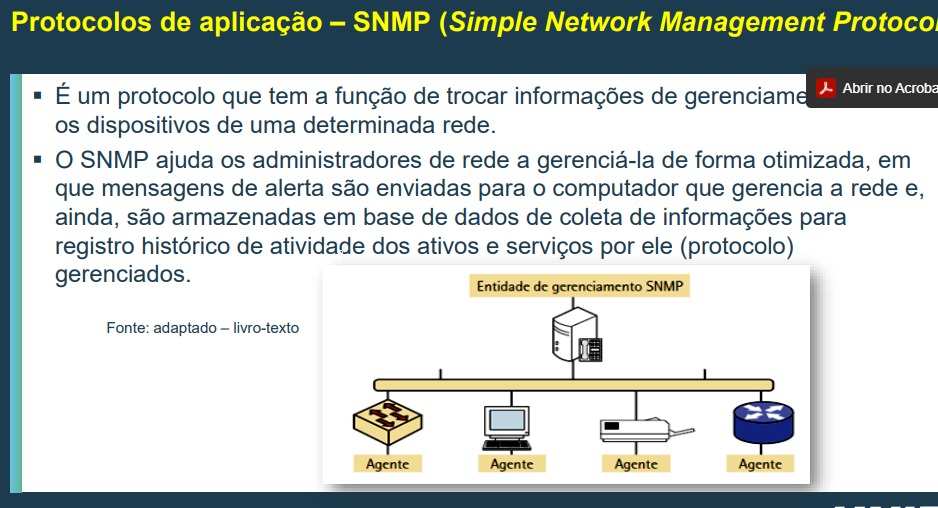 Protocolos de aplicação – SNMP (Simple Network Management
▪ É um protocolo que tem a função de trocar informações de
Abrir no
os dispositivos de uma determinada rede.
▪ O SNMP ajuda os administradores de rede a gerenciá-la de forma otimizada, em
que mensagens de alerta são enviadas para o computador que gerencia a rede e,
ainda, são armazenadas em base de dados de coleta de informações para
registro histórico de atividade dos ativos e serviços por ele (protocolo)
gerenciados.
Fonte: adaptado – livro-texto
Entidade de gerenciamento SNMP
Agente
Agente
Agente
Agente